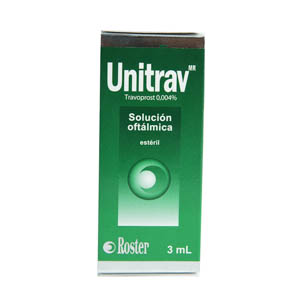 Unitrav MR
Travoprost 0,004%
Solución
oftálmica
estéril
Roster
3 mL